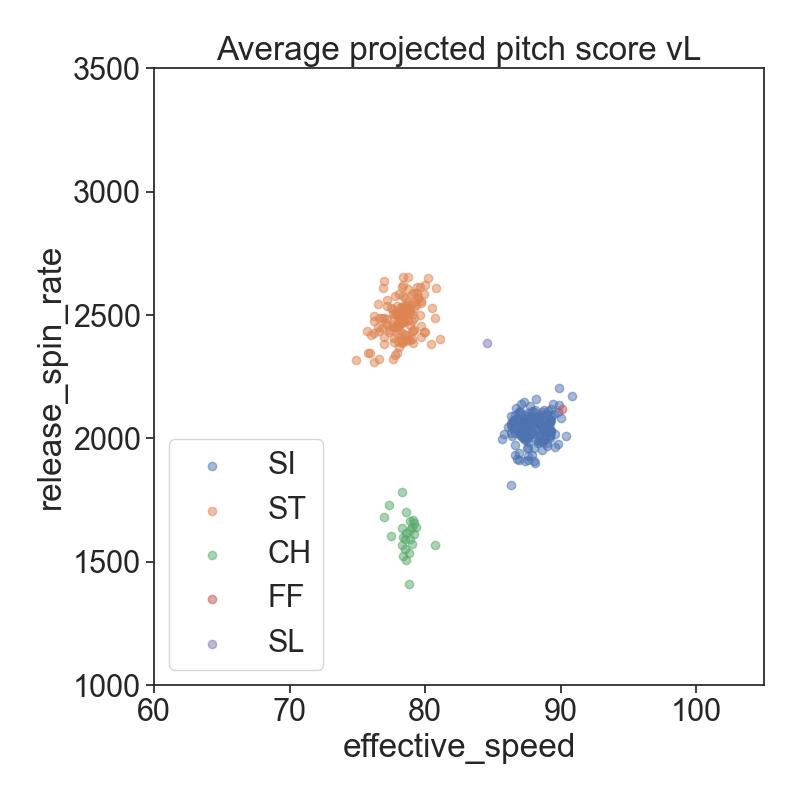 Average projected pitch score vL
3500
3000
2500
2000
1500
1000
release_spin_rate
SI
ST
CH
FF
SL
60 70 80 90 100
effective_speed